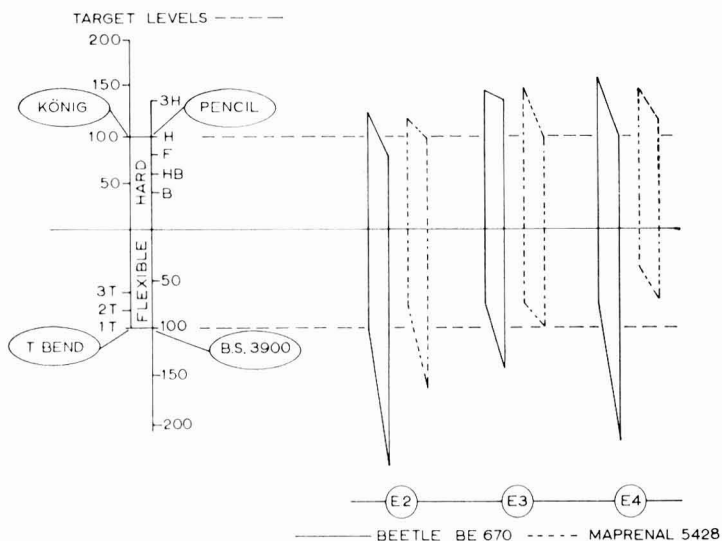 TARGET LEVELS
200
150
KÖNIG
PENCIL
3H
100
H
F
50
HB
B
HARD
FLEXIBLE
50
3T
2T
1T
100
T BEND
B.S. 3900
150
200
E2
E3
E4
BEETLE BE 670
MAPRENAL 5428